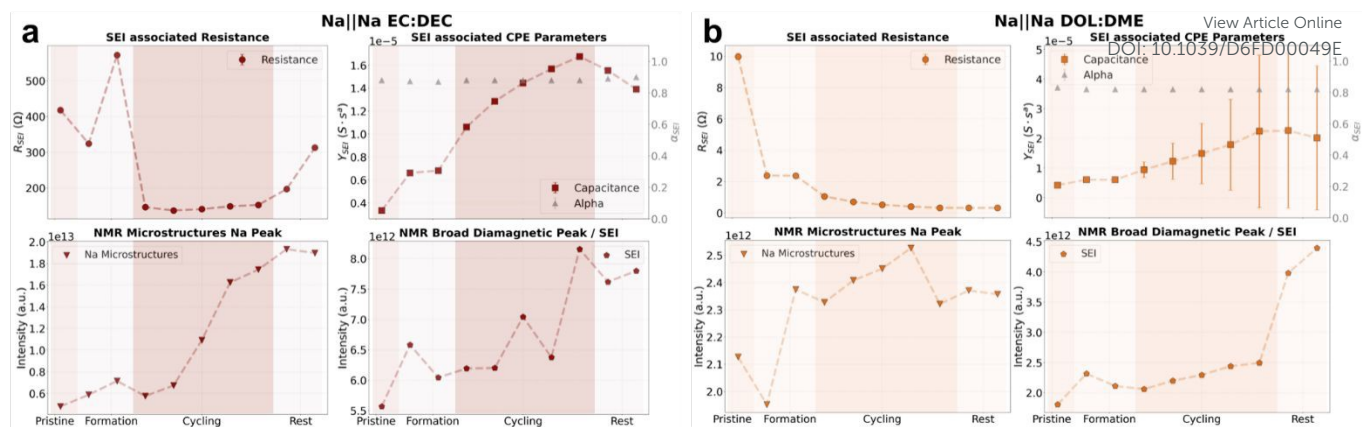 a
Na||Na EC:DEC
SEI associated Resistance
Resistance
500
400
300
200
R_SEI (Ω)
1e−5
SEI associated CPE Parameters
1.6
1.4
1.2
1.0
0.8
0.6
0.4
Y_SEI (S · sᵃ)
1.0
0.8
0.6
0.4
0.2
0.0
α_SEI
Capacitance
Alpha
1e13
NMR Microstructures Na Peak
Na Microstructures
2.0
1.8
1.6
1.4
1.2
1.0
0.8
0.6
Intensity (a.u.)
Pristine Formation Cycling Rest
1e12
NMR Broad Diamagnetic Peak / SEI
SEI
8.0
7.5
7.0
6.5
6.0
5.5
Intensity (a.u.)
Pristine Formation Cycling Rest
b
Na||Na DOL:DME
View Article Online
DOI: 10.1039/D6FD00049E
SEI associated Resistance
Resistance
10
8
6
4
2
0
R_SEI (Ω)
1e−5
SEI associated CPE Parameters
Capacitance
Alpha
5
4
3
2
1
0
Y_SEI (S · sᵃ)
1.0
0.8
0.6
0.4
0.2
0.0
α_SEI
1e12
NMR Microstructures Na Peak
Na Microstructures
2.5
2.4
2.3
2.2
2.1
2.0
Intensity (a.u.)
Pristine Formation Cycling Rest
1e12
NMR Broad Diamagnetic Peak / SEI
SEI
4.5
4.0
3.5
3.0
2.5
2.0
Intensity (a.u.)
Pristine Formation Cycling Rest